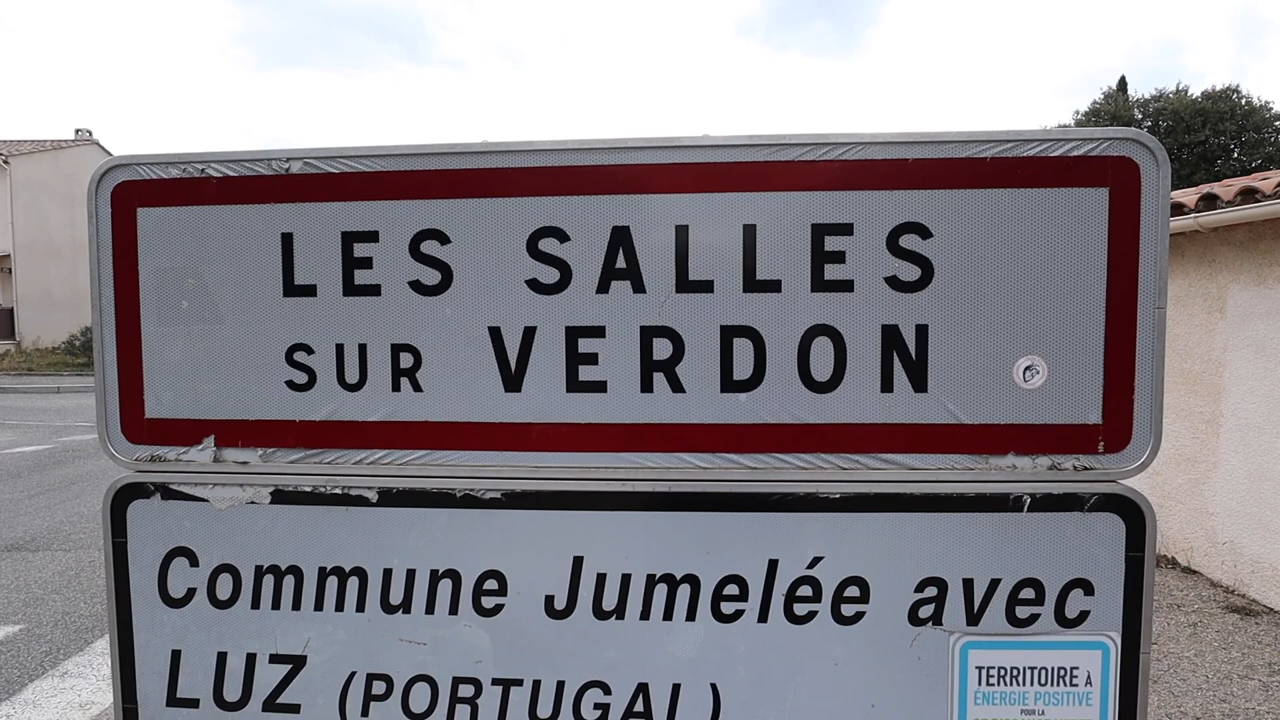 LES SALLES
SUR VERDON
Commune Jumelée avec
LUZ (PORTUGAL)
TERRITOIRE À
ÉNERGIE POSITIVE
POUR LA